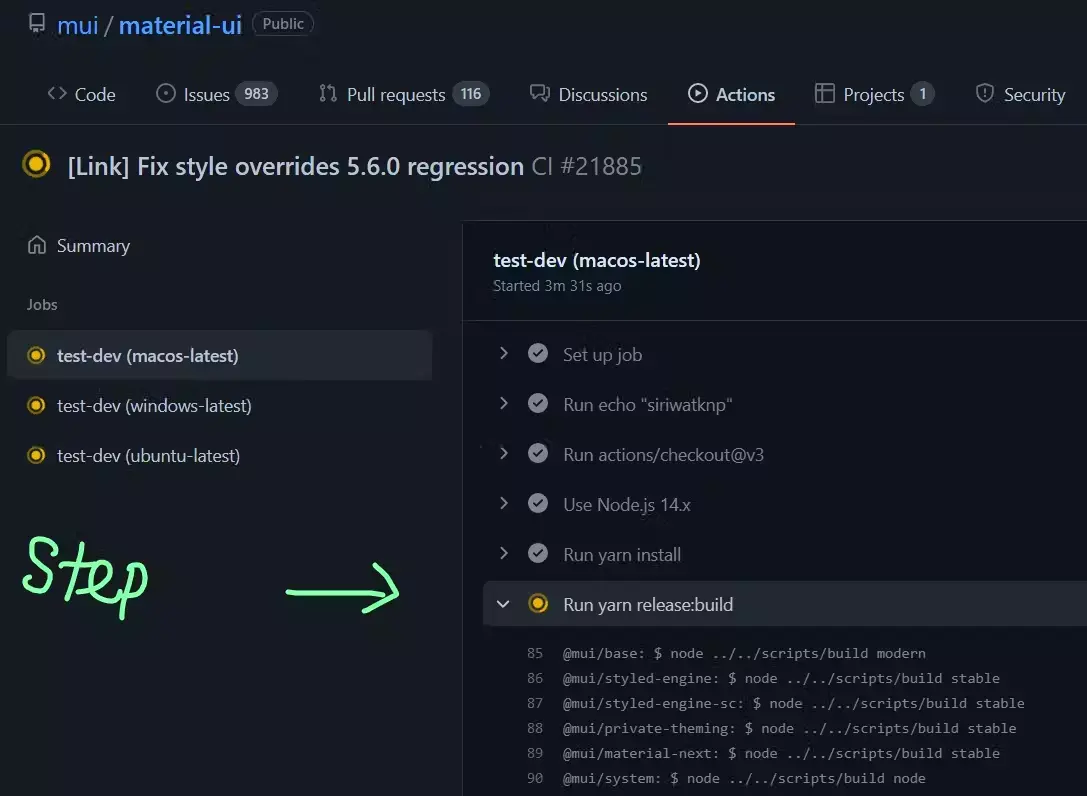 mui / material-ui Public
Code Issues 983 Pull requests 116 Discussions Actions Projects 1 Security
[Link] Fix style overrides 5.6.0 regression CI #21885
Summary
Jobs
test-dev (macos-latest)
test-dev (windows-latest)
test-dev (ubuntu-latest)
Step
test-dev (macos-latest)
Started 3m 31s ago
Set up job
Run echo "siriwatknp"
Run actions/checkout@v3
Use Node.js 14.x
Run yarn install
Run yarn release:build
85 @mui/base: $ node ../../scripts/build modern
86 @mui/styled-engine: $ node ../../scripts/build stable
87 @mui/styled-engine-sc: $ node ../../scripts/build stable
88 @mui/private-theming: $ node ../../scripts/build stable
89 @mui/material-next: $ node ../../scripts/build stable
90 @mui/system: $ node ../../scripts/build node